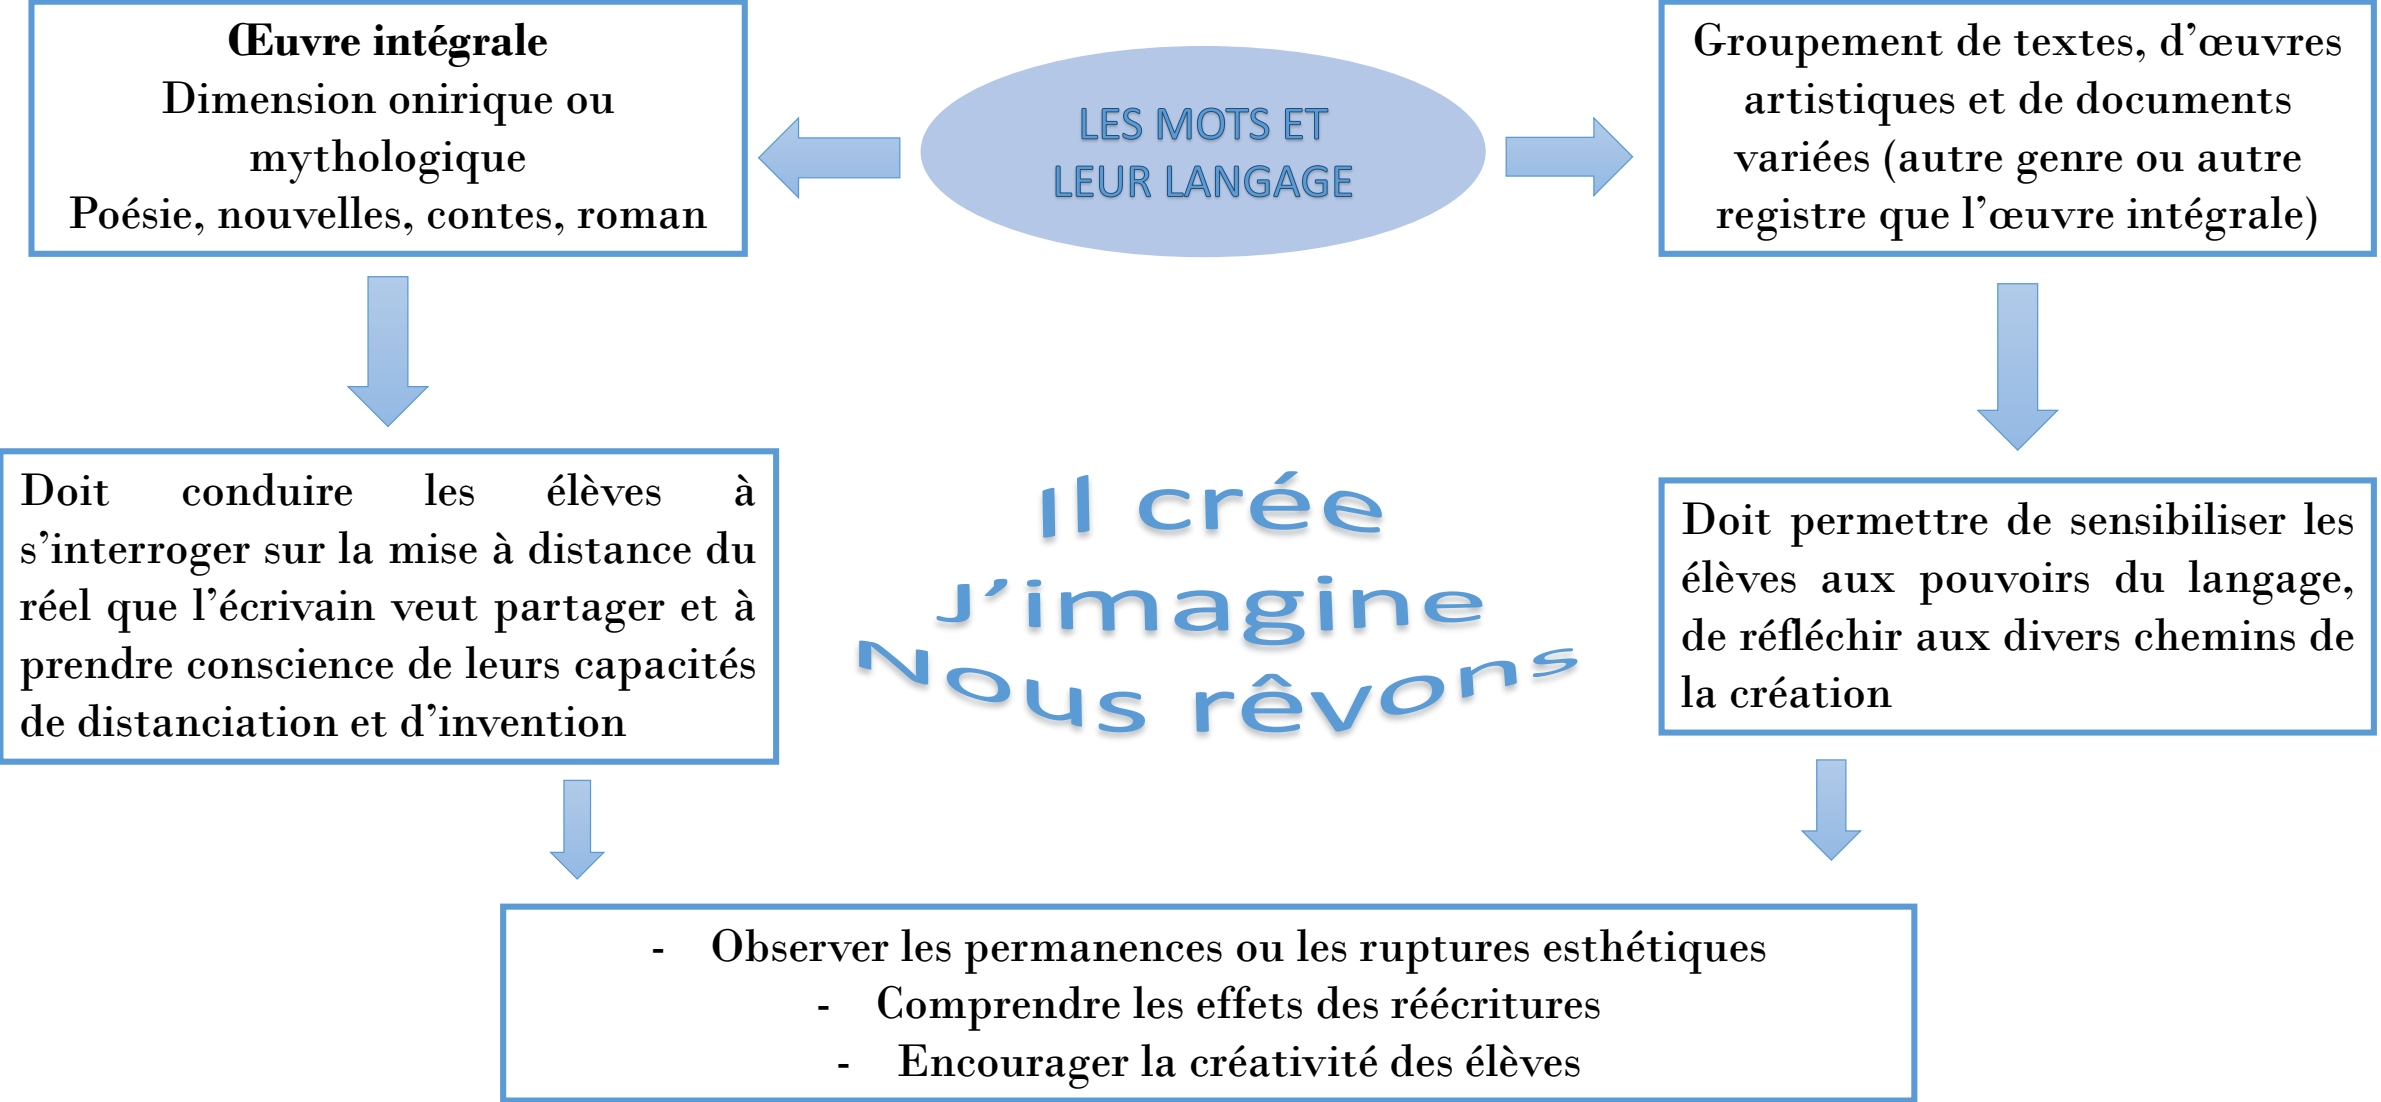 Œuvre intégrale
Dimension onirique ou
mythologique
Poésie, nouvelles, contes, roman
LES MOTS ET
LEUR LANGAGE
Groupement de textes, d’œuvres
artistiques et de documents
variées (autre genre ou autre
registre que l’œuvre intégrale)
Doit conduire les élèves à
s’interroger sur la mise à distance du
réel que l’écrivain veut partager et à
prendre conscience de leurs capacités
de distanciation et d’invention
Il crée
J’imagine
Nous rêvons
Doit permettre de sensibiliser les
élèves aux pouvoirs du langage,
de réfléchir aux divers chemins de
la création
- Observer les permanences ou les ruptures esthétiques
- Comprendre les effets des réécritures
- Encourager la créativité des élèves